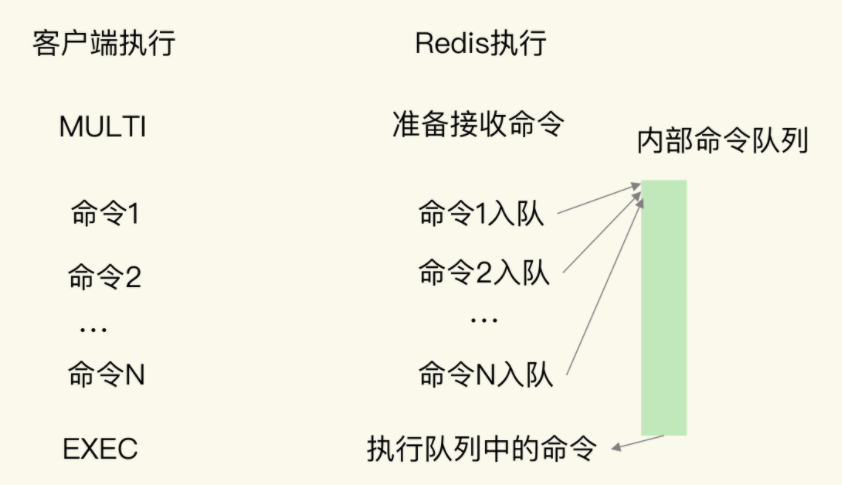 客户端执行 Redis执行
MULTI 准备接收命令
内部命令队列
命令1 命令1入队
命令2 命令2入队
... ...
命令N 命令N入队
EXEC 执行队列中的命令